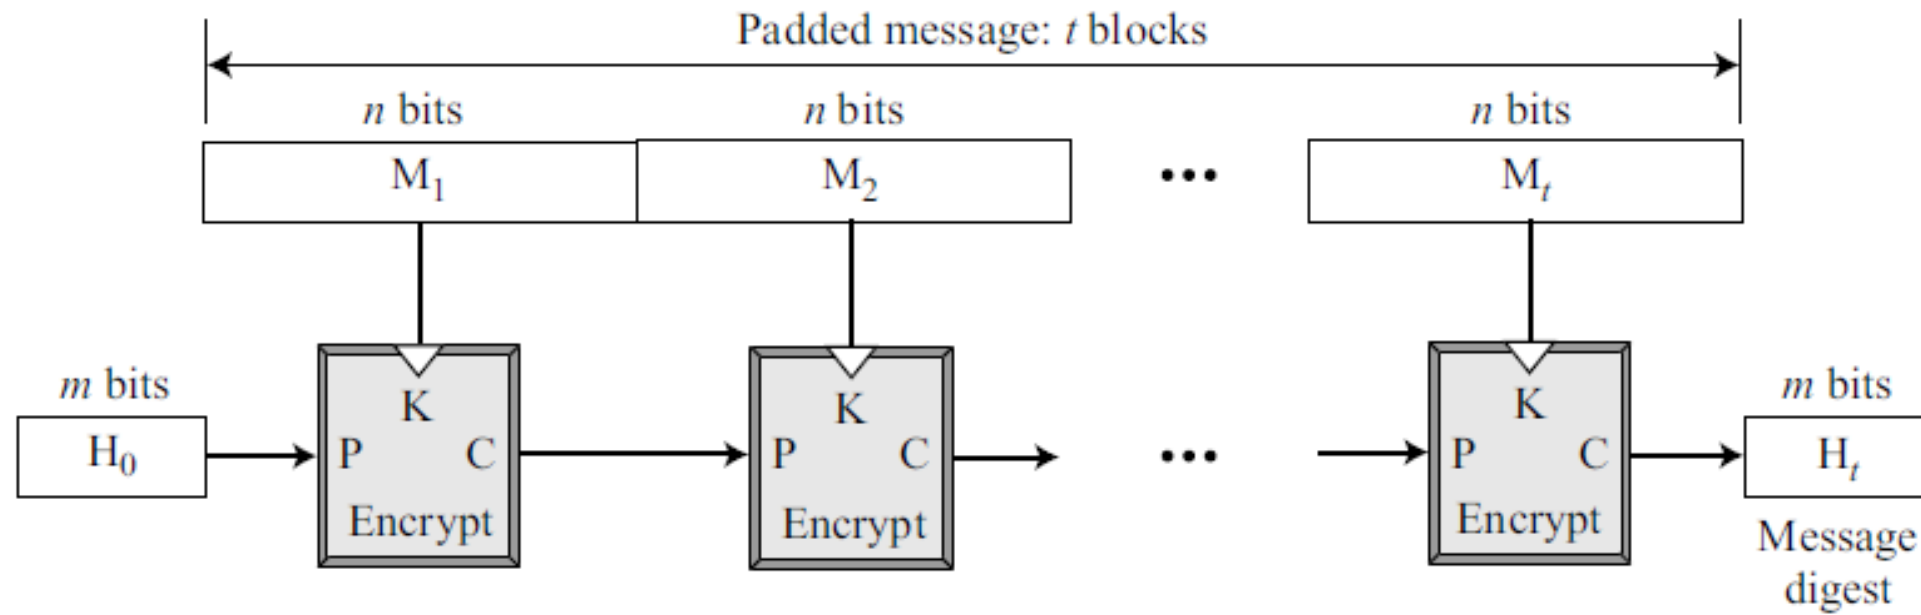 Padded message: t blocks
n bits n bits n bits
M₁ M₂ ••• Mₜ
m bits K K K m bits
H₀ P C P C ••• P C Hₜ
Encrypt Encrypt Encrypt
Message
digest